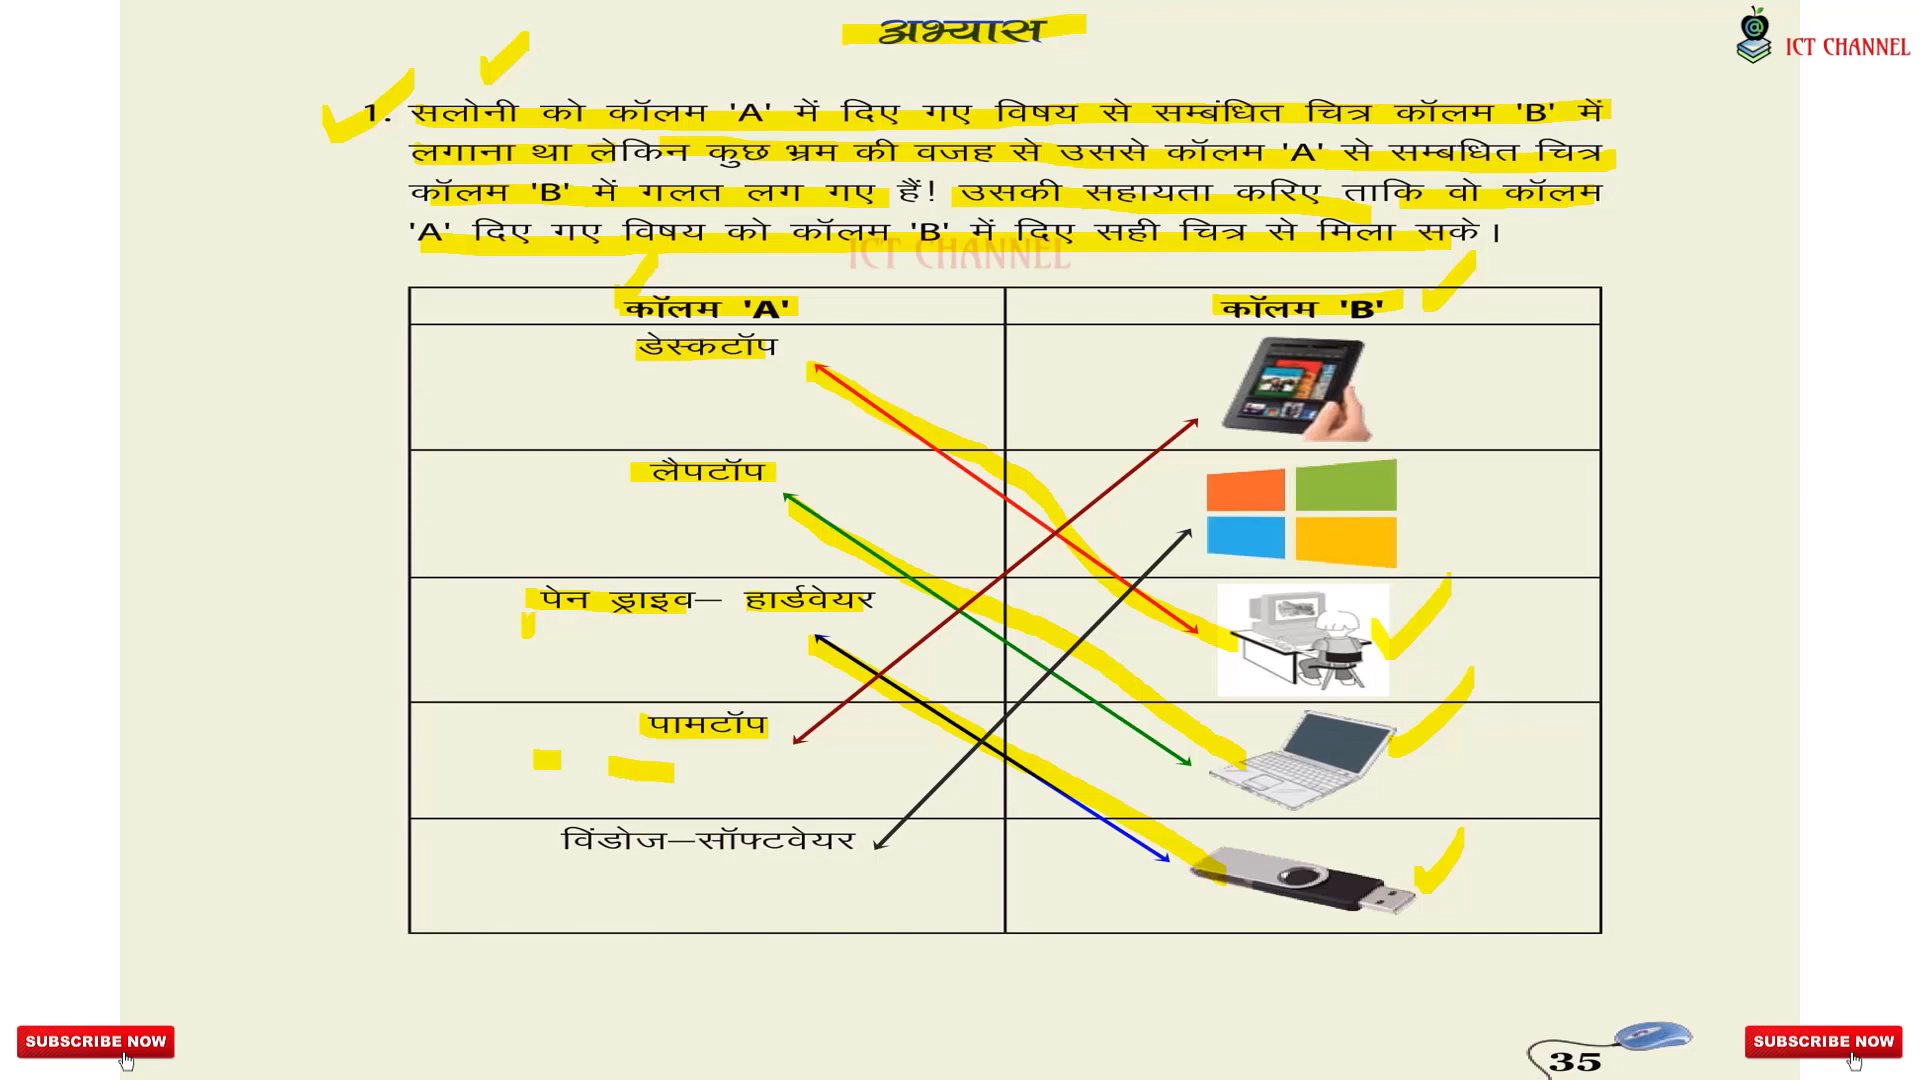 अभ्यास
ICT CHANNEL
1. सलोनी को कॉलम 'A' में दिए गए विषय से सम्बंधित चित्र कॉलम 'B' में
लगाना था लेकिन कुछ भ्रम की वजह से उससे कॉलम 'A' से सम्बधित चित्र
कॉलम 'B' में गलत लग गए हैं! उसकी सहायता करिए ताकि वो कॉलम
'A' दिए गए विषय को कॉलम 'B' में दिए सही चित्र से मिला सके।
ICT CHANNEL
कॉलम 'A'
कॉलम 'B'
डेस्कटॉप
लैपटॉप
पेन ड्राइव– हार्डवेयर
पामटॉप
विंडोज–सॉफ्टवेयर
SUBSCRIBE NOW
35
SUBSCRIBE NOW